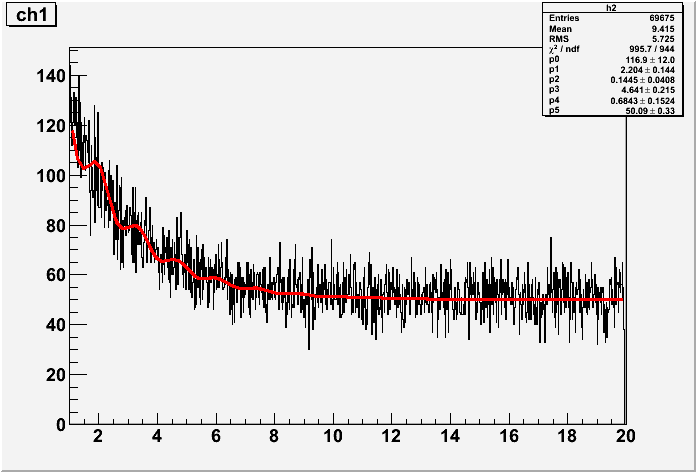 ch1
h2
Entries 69675
Mean 9.415
RMS 5.725
χ² / ndf 995.7 / 944
p0 116.9 ± 12.0
p1 2.204 ± 0.144
p2 0.1445 ± 0.0408
p3 4.641 ± 0.215
p4 0.6843 ± 0.1524
p5 50.09 ± 0.33
140
120
100
80
60
40
20
0
2 4 6 8 10 12 14 16 18 20